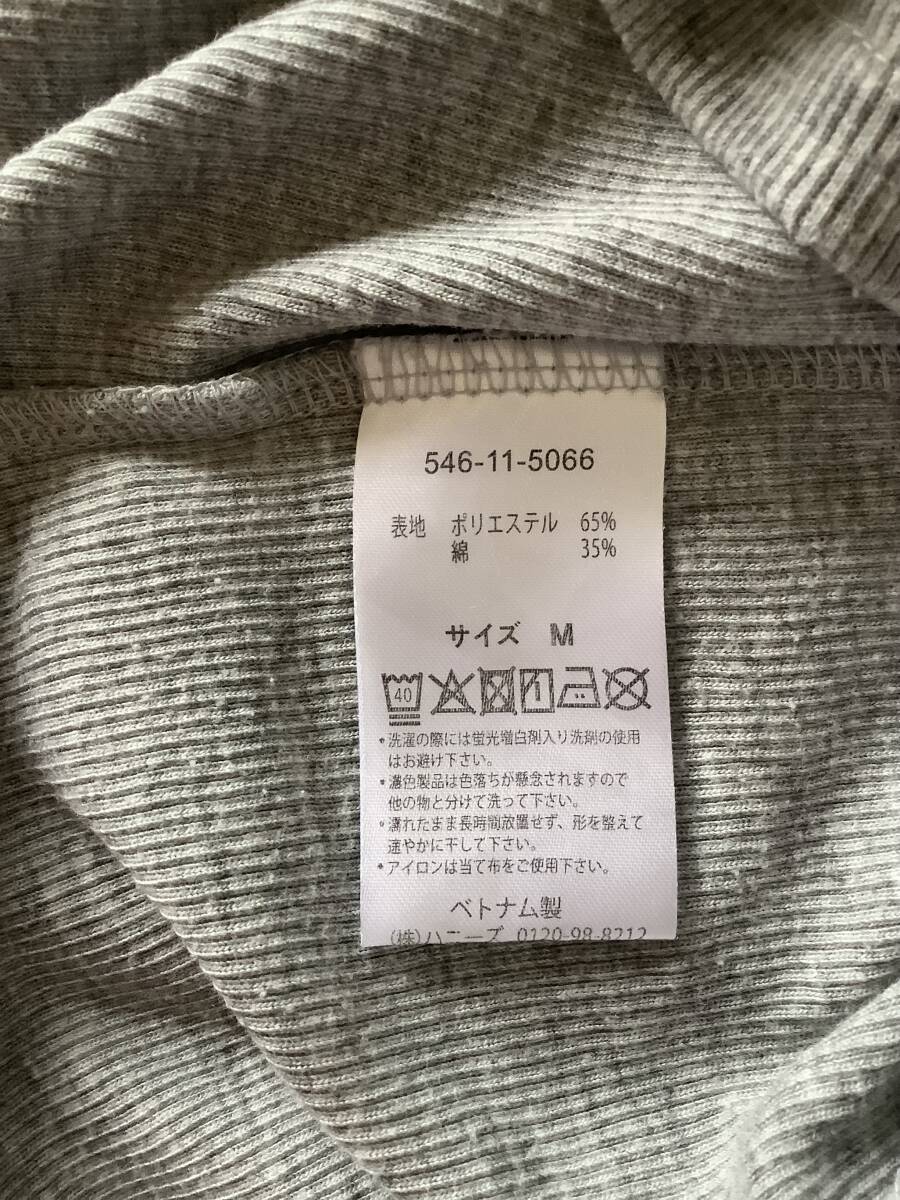 546-11-5066
表地 ポリエステル 65%
綿 35%
サイズ M
40
*洗濯の際には蛍光増白剤入り洗剤の使用
はお避け下さい。
*濃色製品は色落ちが懸念されますので
他の物と分けて洗って下さい。
*濡れたまま長時間放置せず、形を整えて
速やかに干して下さい。
*アイロンは当て布をご使用下さい。
ベトナム製
(株)ハニーズ 0120-98-8212